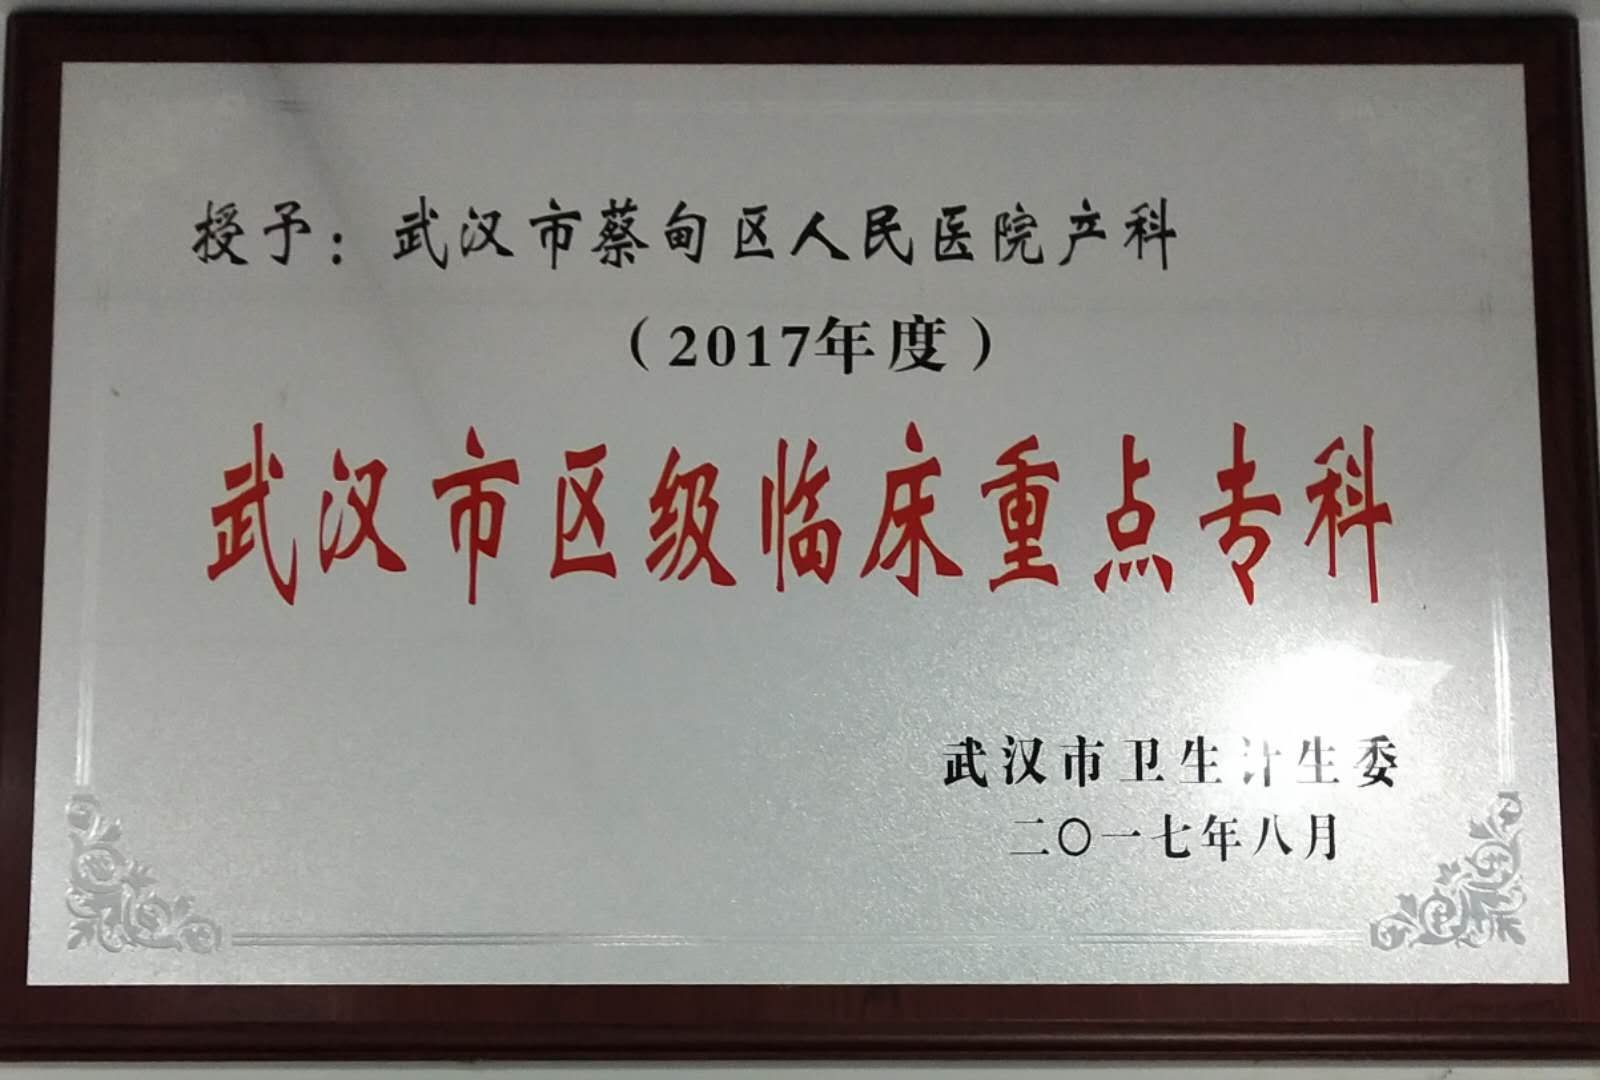 授予：武汉市蔡甸区人民医院产科
（2017年度）
武汉市区级临床重点专科
武汉市卫生计生委
二〇一七年八月